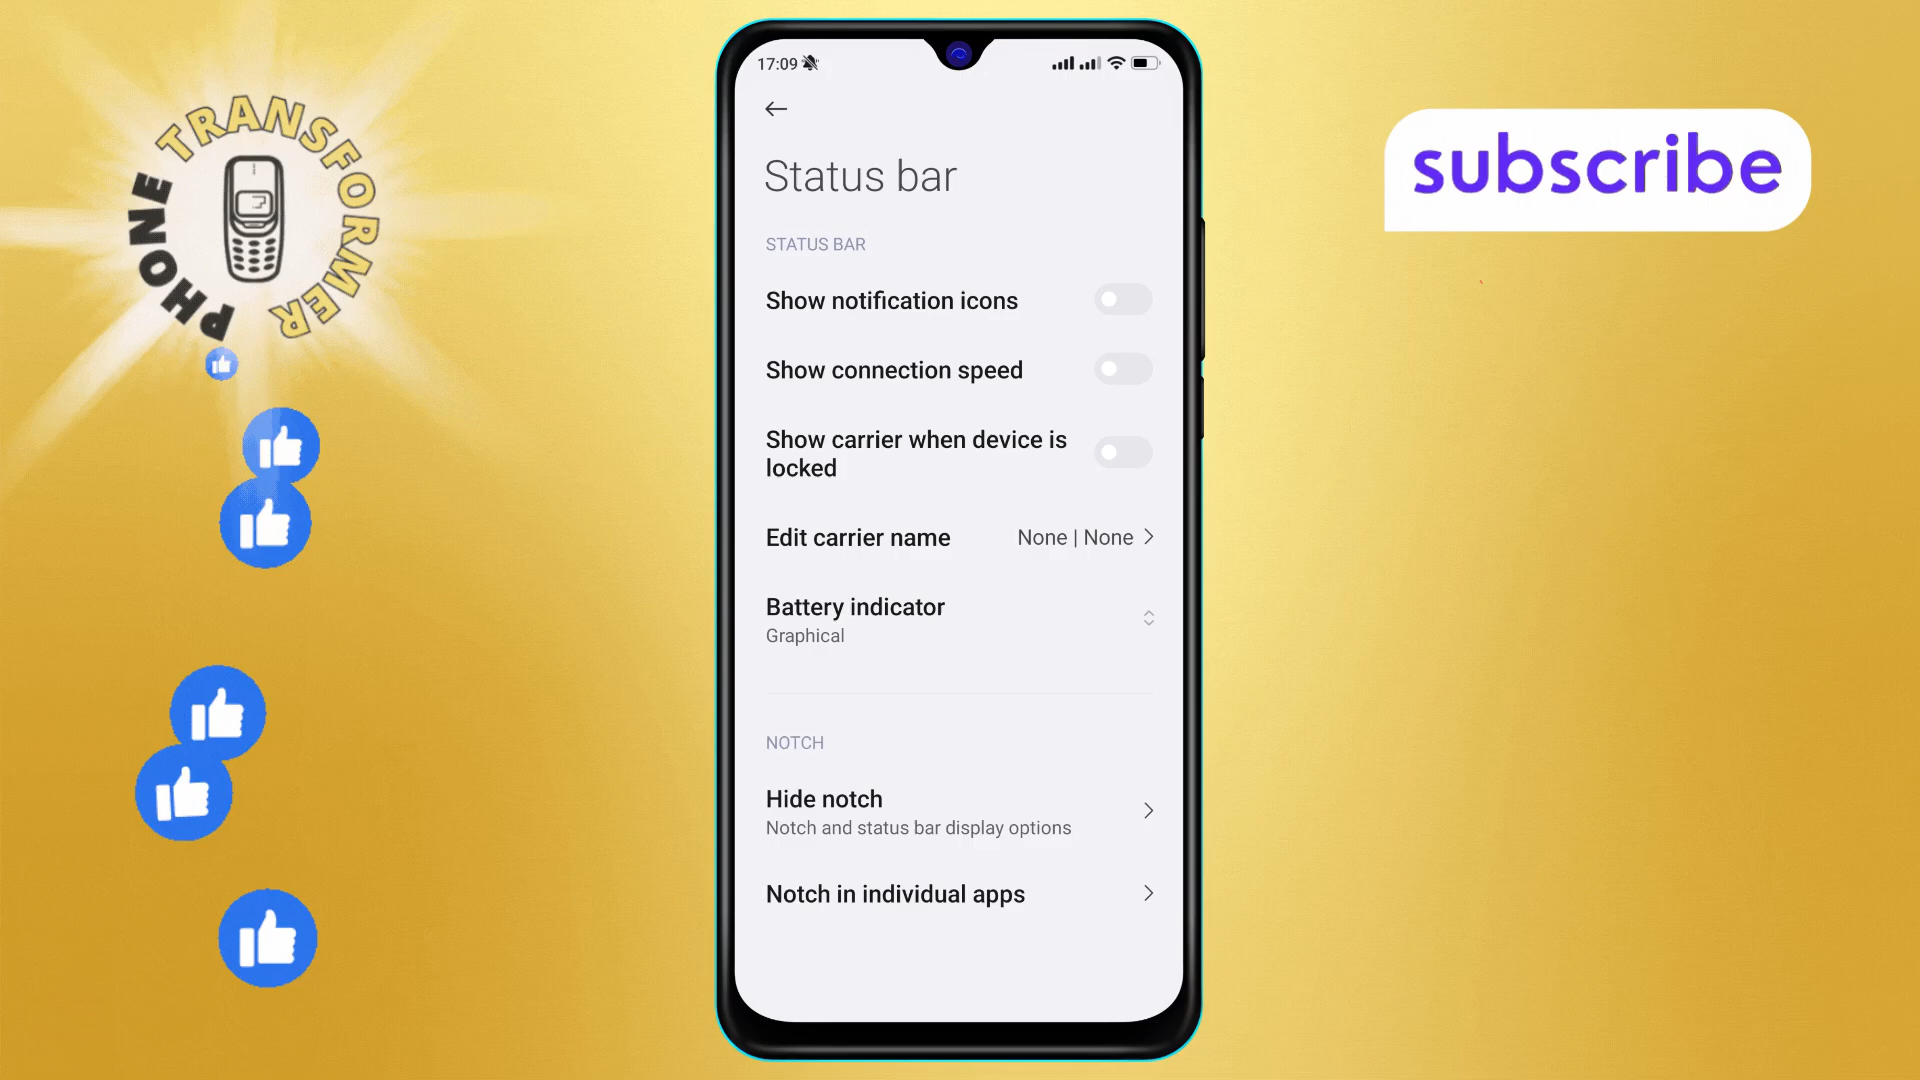 PHONE TRANSFORMER
subscribe
17:09
Status bar
STATUS BAR
Show notification icons
Show connection speed
Show carrier when device is
locked
Edit carrier name
None | None
Battery indicator
Graphical
NOTCH
Hide notch
Notch and status bar display options
Notch in individual apps